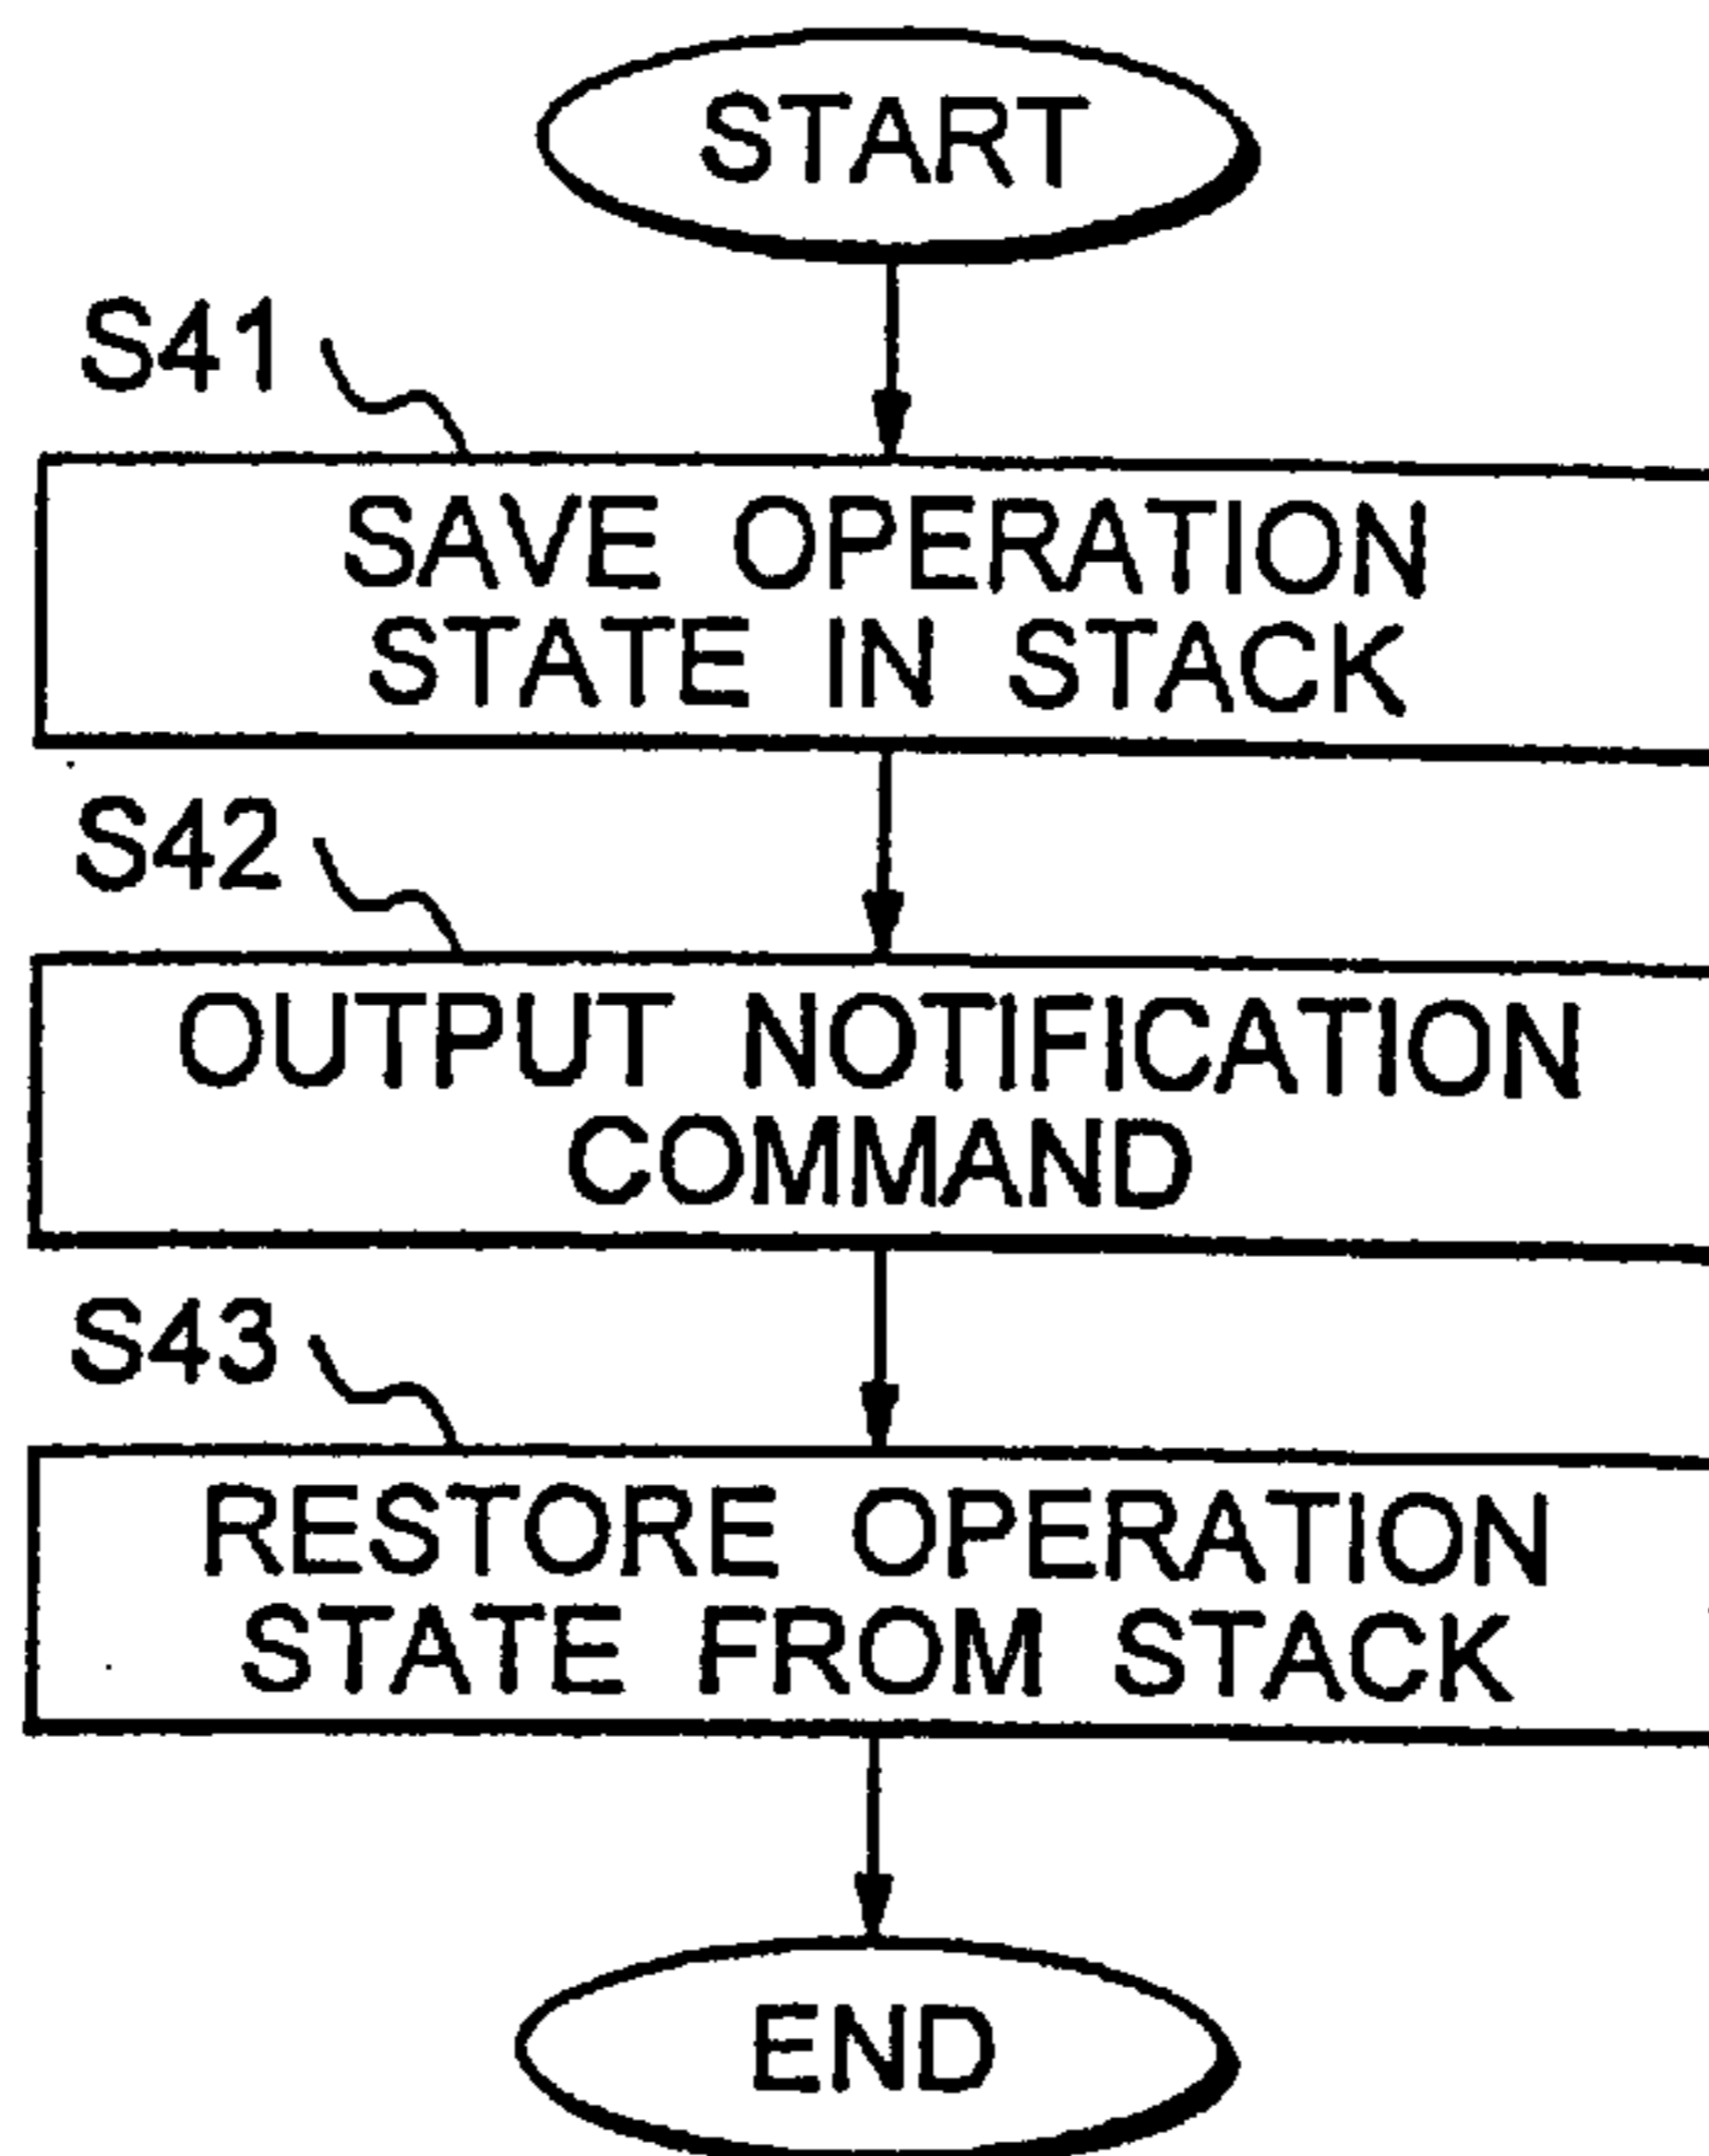 START
S41
SAVE OPERATION
STATE IN STACK
S42
OUTPUT NOTIFICATION
COMMAND
S43
RESTORE OPERATION
STATE FROM STACK
END